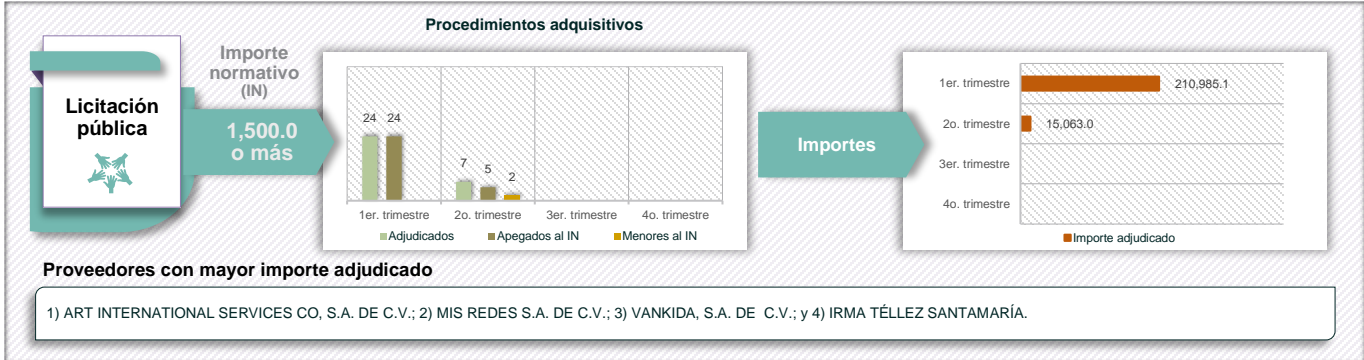 Procedimientos adquisitivos
Licitación
pública
Importe
normativo
(IN)
1,500.0
o más
24 24
7
5
2
1er. trimestre 2o. trimestre 3er. trimestre 4o. trimestre
Adjudicados Apegados al IN Menores al IN
Importes
1er. trimestre 210,985.1
2o. trimestre 15,063.0
3er. trimestre
4o. trimestre
Importe adjudicado
Proveedores con mayor importe adjudicado
1) ART INTERNATIONAL SERVICES CO, S.A. DE C.V.; 2) MIS REDES S.A. DE C.V.; 3) VANKIDA, S.A. DE C.V.; y 4) IRMA TÉLLEZ SANTAMARÍA.